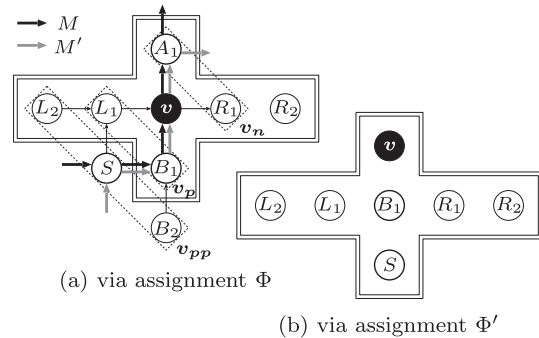 M
M′
A₁
L₂ L₁ v R₁ R₂
vₙ
S B₁
vₚ
B₂
vₚₚ
(a) via assignment Φ
v
L₂ L₁ B₁ R₁ R₂
S
(b) via assignment Φ′